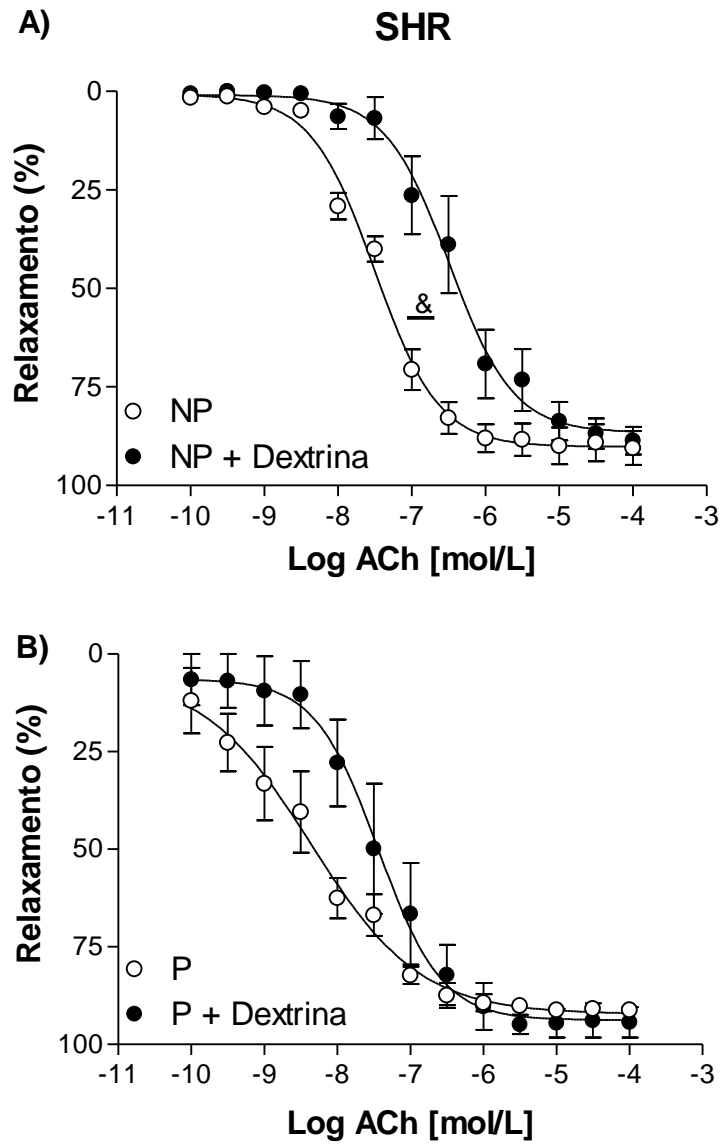 A)
SHR
0
25
50
75
100
Relaxamento (%)
&
NP
NP + Dextrina
-11 -10 -9 -8 -7 -6 -5 -4 -3
Log ACh [mol/L]
B)
0
25
50
75
100
Relaxamento (%)
P
P + Dextrina
-11 -10 -9 -8 -7 -6 -5 -4 -3
Log ACh [mol/L]